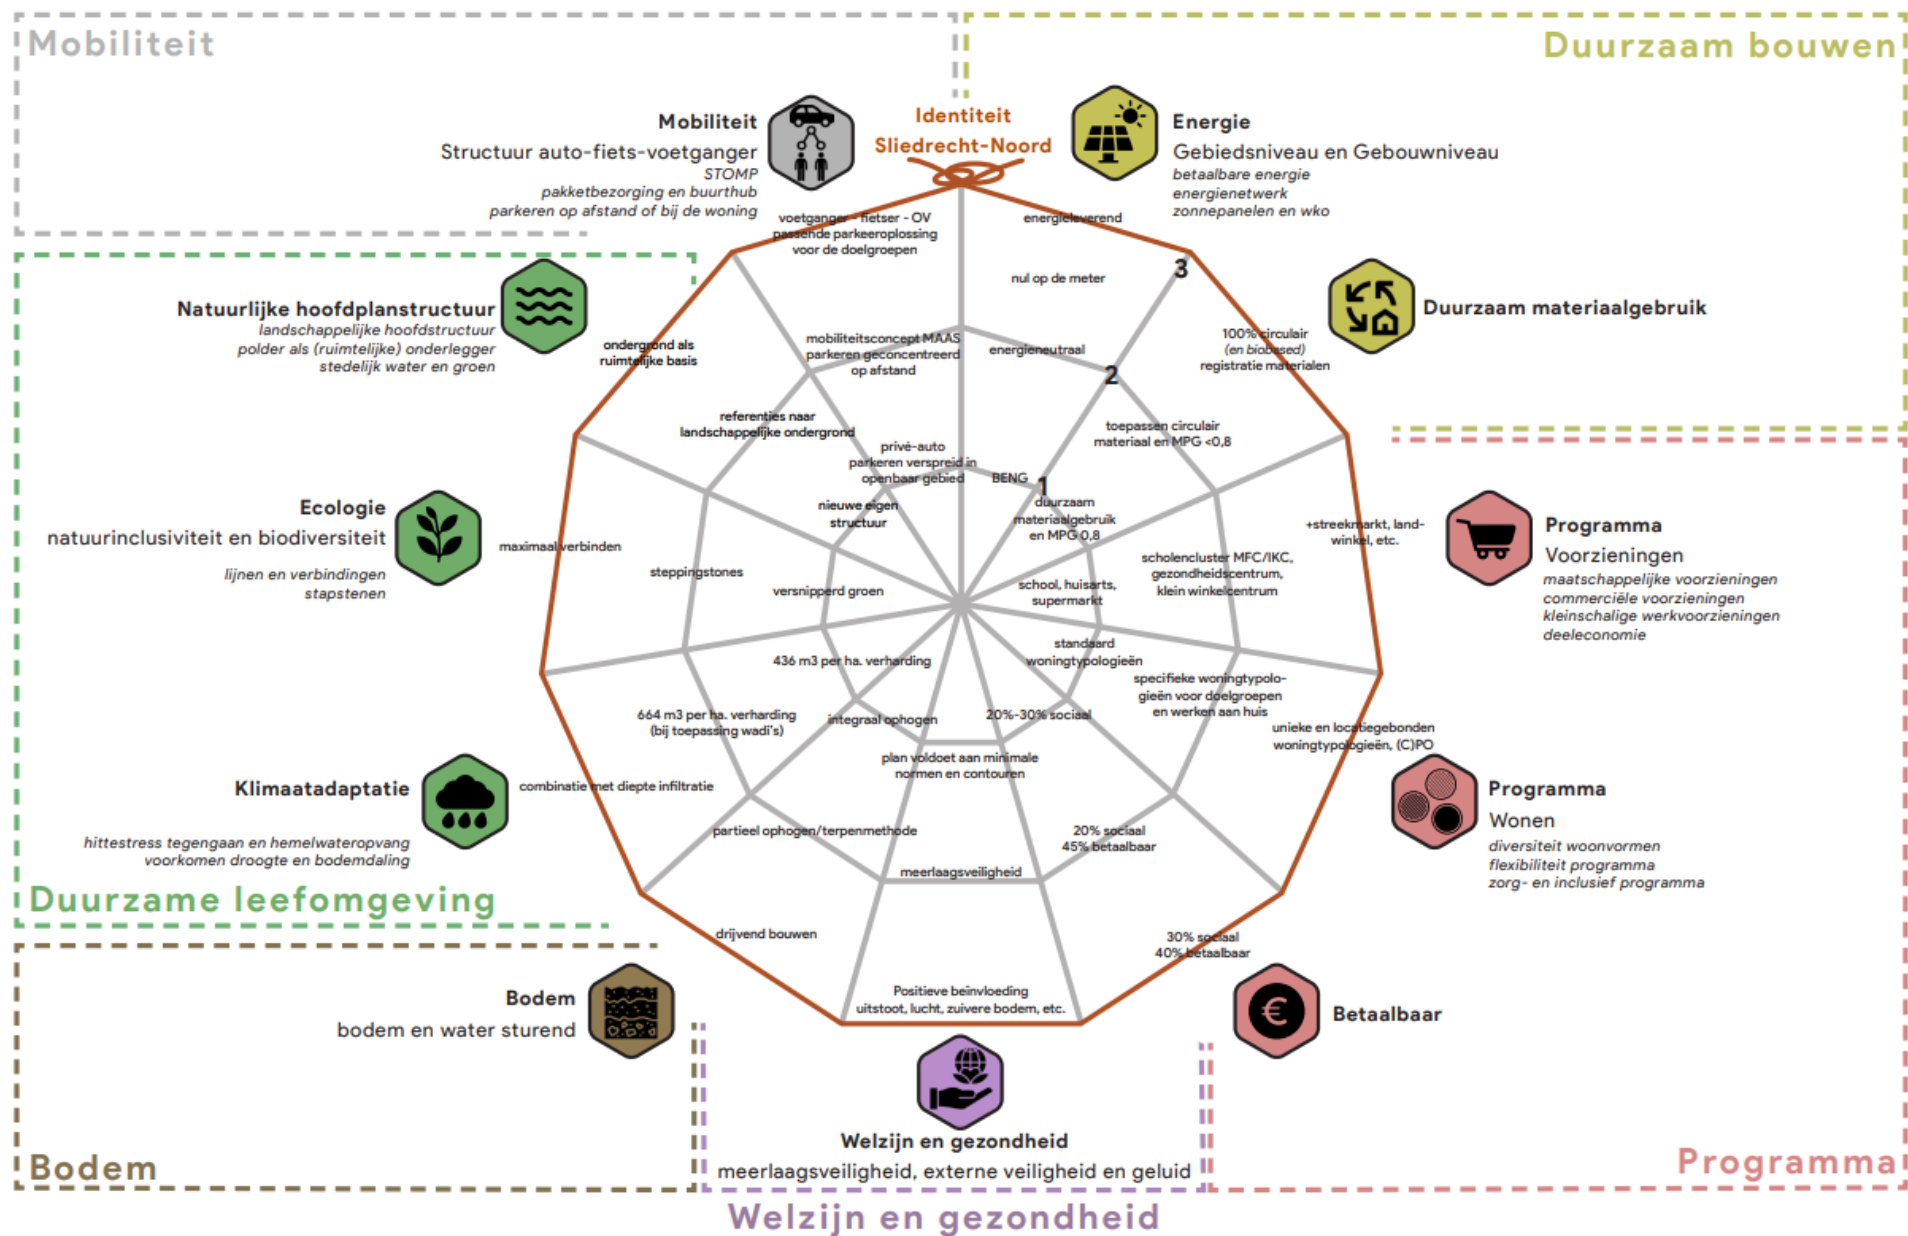 Mobiliteit
Duurzaam bouwen
Identiteit
Sliedrecht-Noord
Mobiliteit
Structuur auto-fiets-voetganger
STOMP
pakketbezorging en buurthub
parkeren op afstand of bij de woning
Energie
Gebiedsniveau en Gebouwniveau
betaalbare energie
energienetwerk
zonnepanelen en wko
voetganger - fietser - OV
passende parkeeroplossing
voor de doelgroepen
mobiliteitsconcept MAAS
parkeren geconcentreerd
op afstand
privé-auto
parkeren verspreid in
openbaar gebied
energieleverend
nul op de meter
energieneutraal
BENG
3
2
1
Duurzaam materiaalgebruik
100% circulair
(en biobased)
registratie materialen
toepassen circulair
materiaal en MPG <0,8
duurzaam
materiaalgebruik
en MPG 0,8
Natuurlijke hoofdplanstructuur
landschappelijke hoofdstructuur
polder als (ruimtelijke) onderlegger
stedelijk water en groen
ondergrond als
ruimtelijke basis
referenties naar
landschappelijke ondergrond
nieuwe eigen
structuur
Ecologie
natuurinclusiviteit en biodiversiteit
lijnen en verbindingen
stapstenen
maximaal verbinden
steppingstones
versnipperd groen
Programma
Voorzieningen
maatschappelijke voorzieningen
commerciële voorzieningen
kleinschalige werkvoorzieningen
deeleconomie
+streekmarkt, land-
winkel, etc.
scholencluster MFC/IKC,
gezondheidscentrum,
klein winkelcentrum
school, huisarts,
supermarkt
standaard
woningtypologieën
specifieke woningtypolo-
gieën voor doelgroepen
en werken aan huis
unieke en locatiegebonden
woningtypologieën, (C)PO
Programma
Wonen
diversiteit woonvormen
flexibiliteit programma
zorg- en inclusief programma
436 m3 per ha. verharding
664 m3 per ha. verharding
(bij toepassing wadi's)
combinatie met diepte infiltratie
Klimaatadaptatie
hittestress tegengaan en hemelwateropvang
voorkomen droogte en bodemdaling
Duurzame leefomgeving
integraal ophogen
partieel ophogen/terpenmethode
drijvend bouwen
20%-30% sociaal
20% sociaal
45% betaalbaar
30% sociaal
40% betaalbaar
plan voldoet aan minimale
normen en contouren
meerlaagsveiligheid
Positieve beïnvloeding
uitstoot, lucht, zuivere bodem, etc.
Bodem
bodem en water sturend
€
Betaalbaar
Welzijn en gezondheid
meerlaagsveiligheid, externe veiligheid en geluid
Bodem
Programma
Welzijn en gezondheid